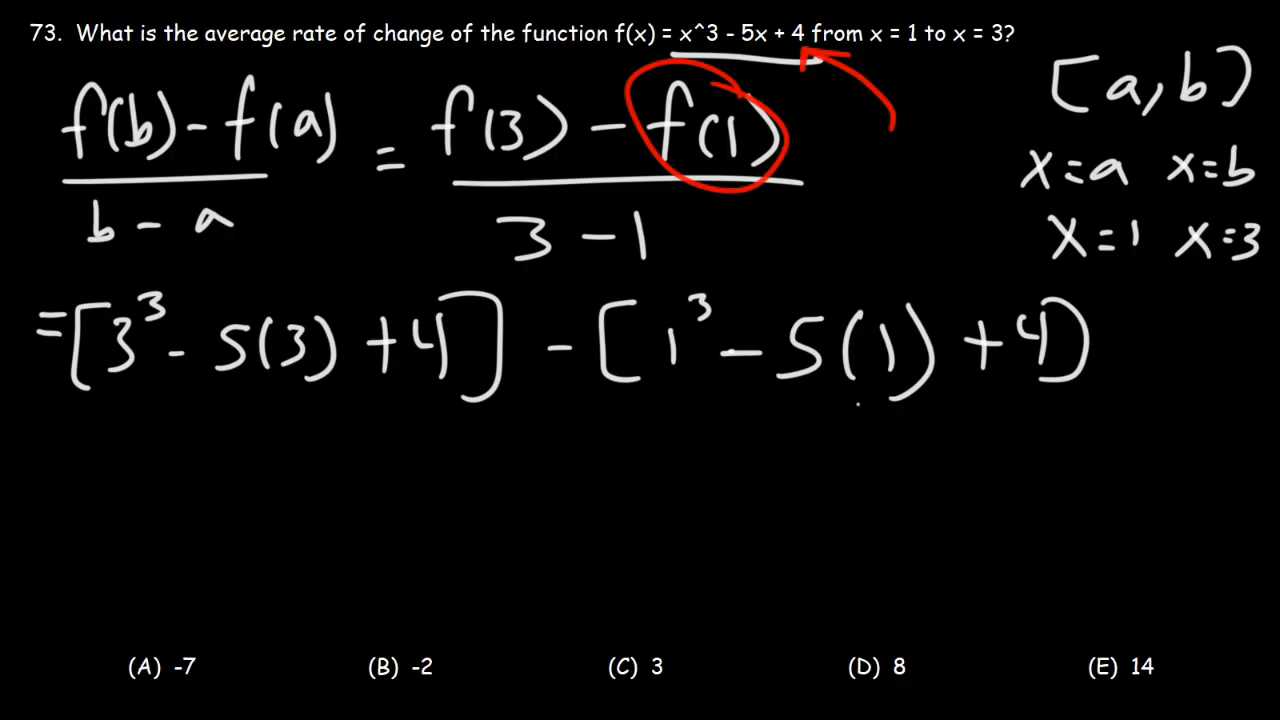 73. What is the average rate of change of the function f(x) = x^3 - 5x + 4 from x = 1 to x = 3?
[a,b]
f(b) - f(a) = f(3) - f(1)
x=a x=b
b - a 3 - 1
x=1 x=3
=[3³ - 5(3) + 4] - [1³ - 5(1) + 4]
(A) -7 (B) -2 (C) 3 (D) 8 (E) 14